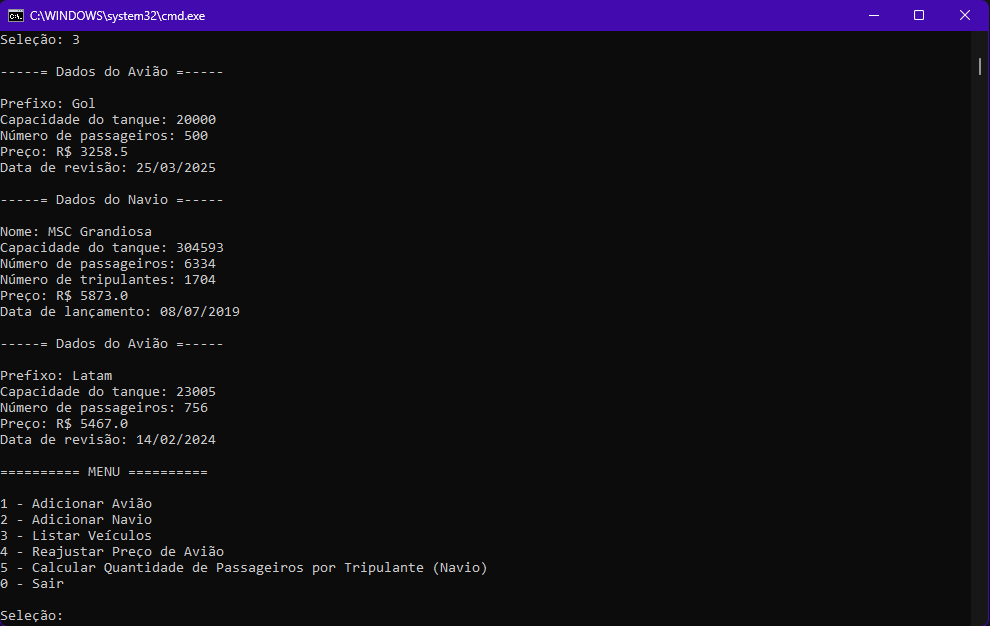 C:\WINDOWS\system32\cmd.exe
Seleção: 3
-----= Dados do Avião =-----
Prefixo: Gol
Capacidade do tanque: 20000
Número de passageiros: 500
Preço: R$ 3258.5
Data de revisão: 25/03/2025
-----= Dados do Navio =-----
Nome: MSC Grandiosa
Capacidade do tanque: 304593
Número de passageiros: 6334
Número de tripulantes: 1704
Preço: R$ 5873.0
Data de lançamento: 08/07/2019
-----= Dados do Avião =-----
Prefixo: Latam
Capacidade do tanque: 23005
Número de passageiros: 756
Preço: R$ 5467.0
Data de revisão: 14/02/2024
========== MENU ==========
1 - Adicionar Avião
2 - Adicionar Navio
3 - Listar Veículos
4 - Reajustar Preço de Avião
5 - Calcular Quantidade de Passageiros por Tripulante (Navio)
0 - Sair
Seleção: